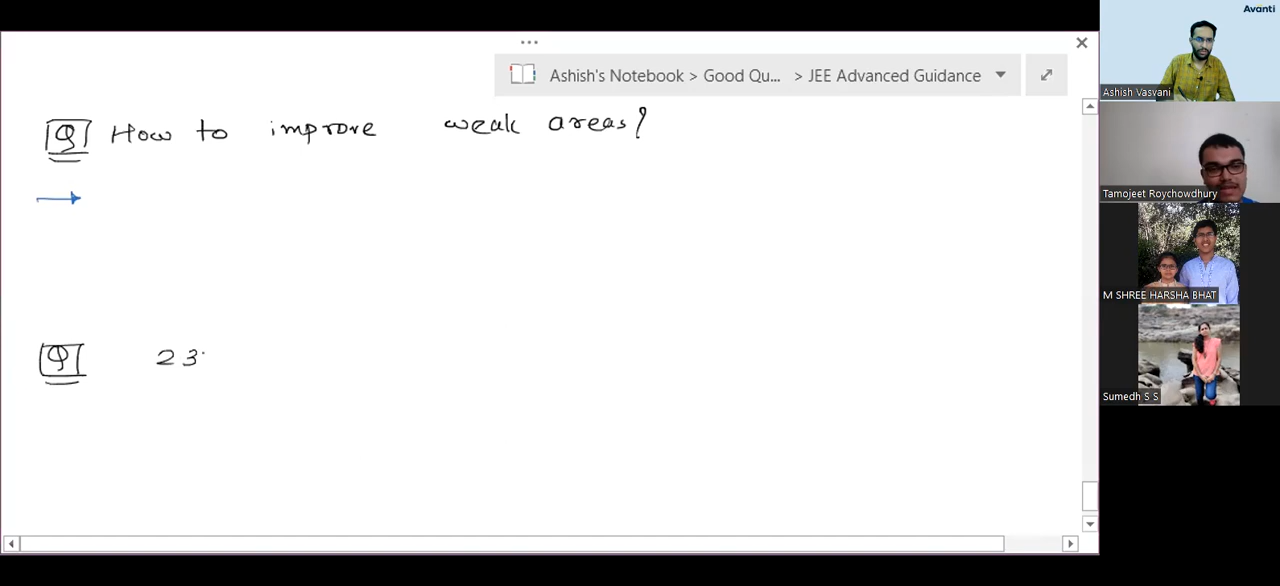 Avanti
...
Ashish's Notebook > Good Qu... > JEE Advanced Guidance
Ashish Vasvani
Q How to improve weak areas?
Tamojeet Roychowdhury
M SHREE HARSHA BHAT
Q 23
Sumedh S S